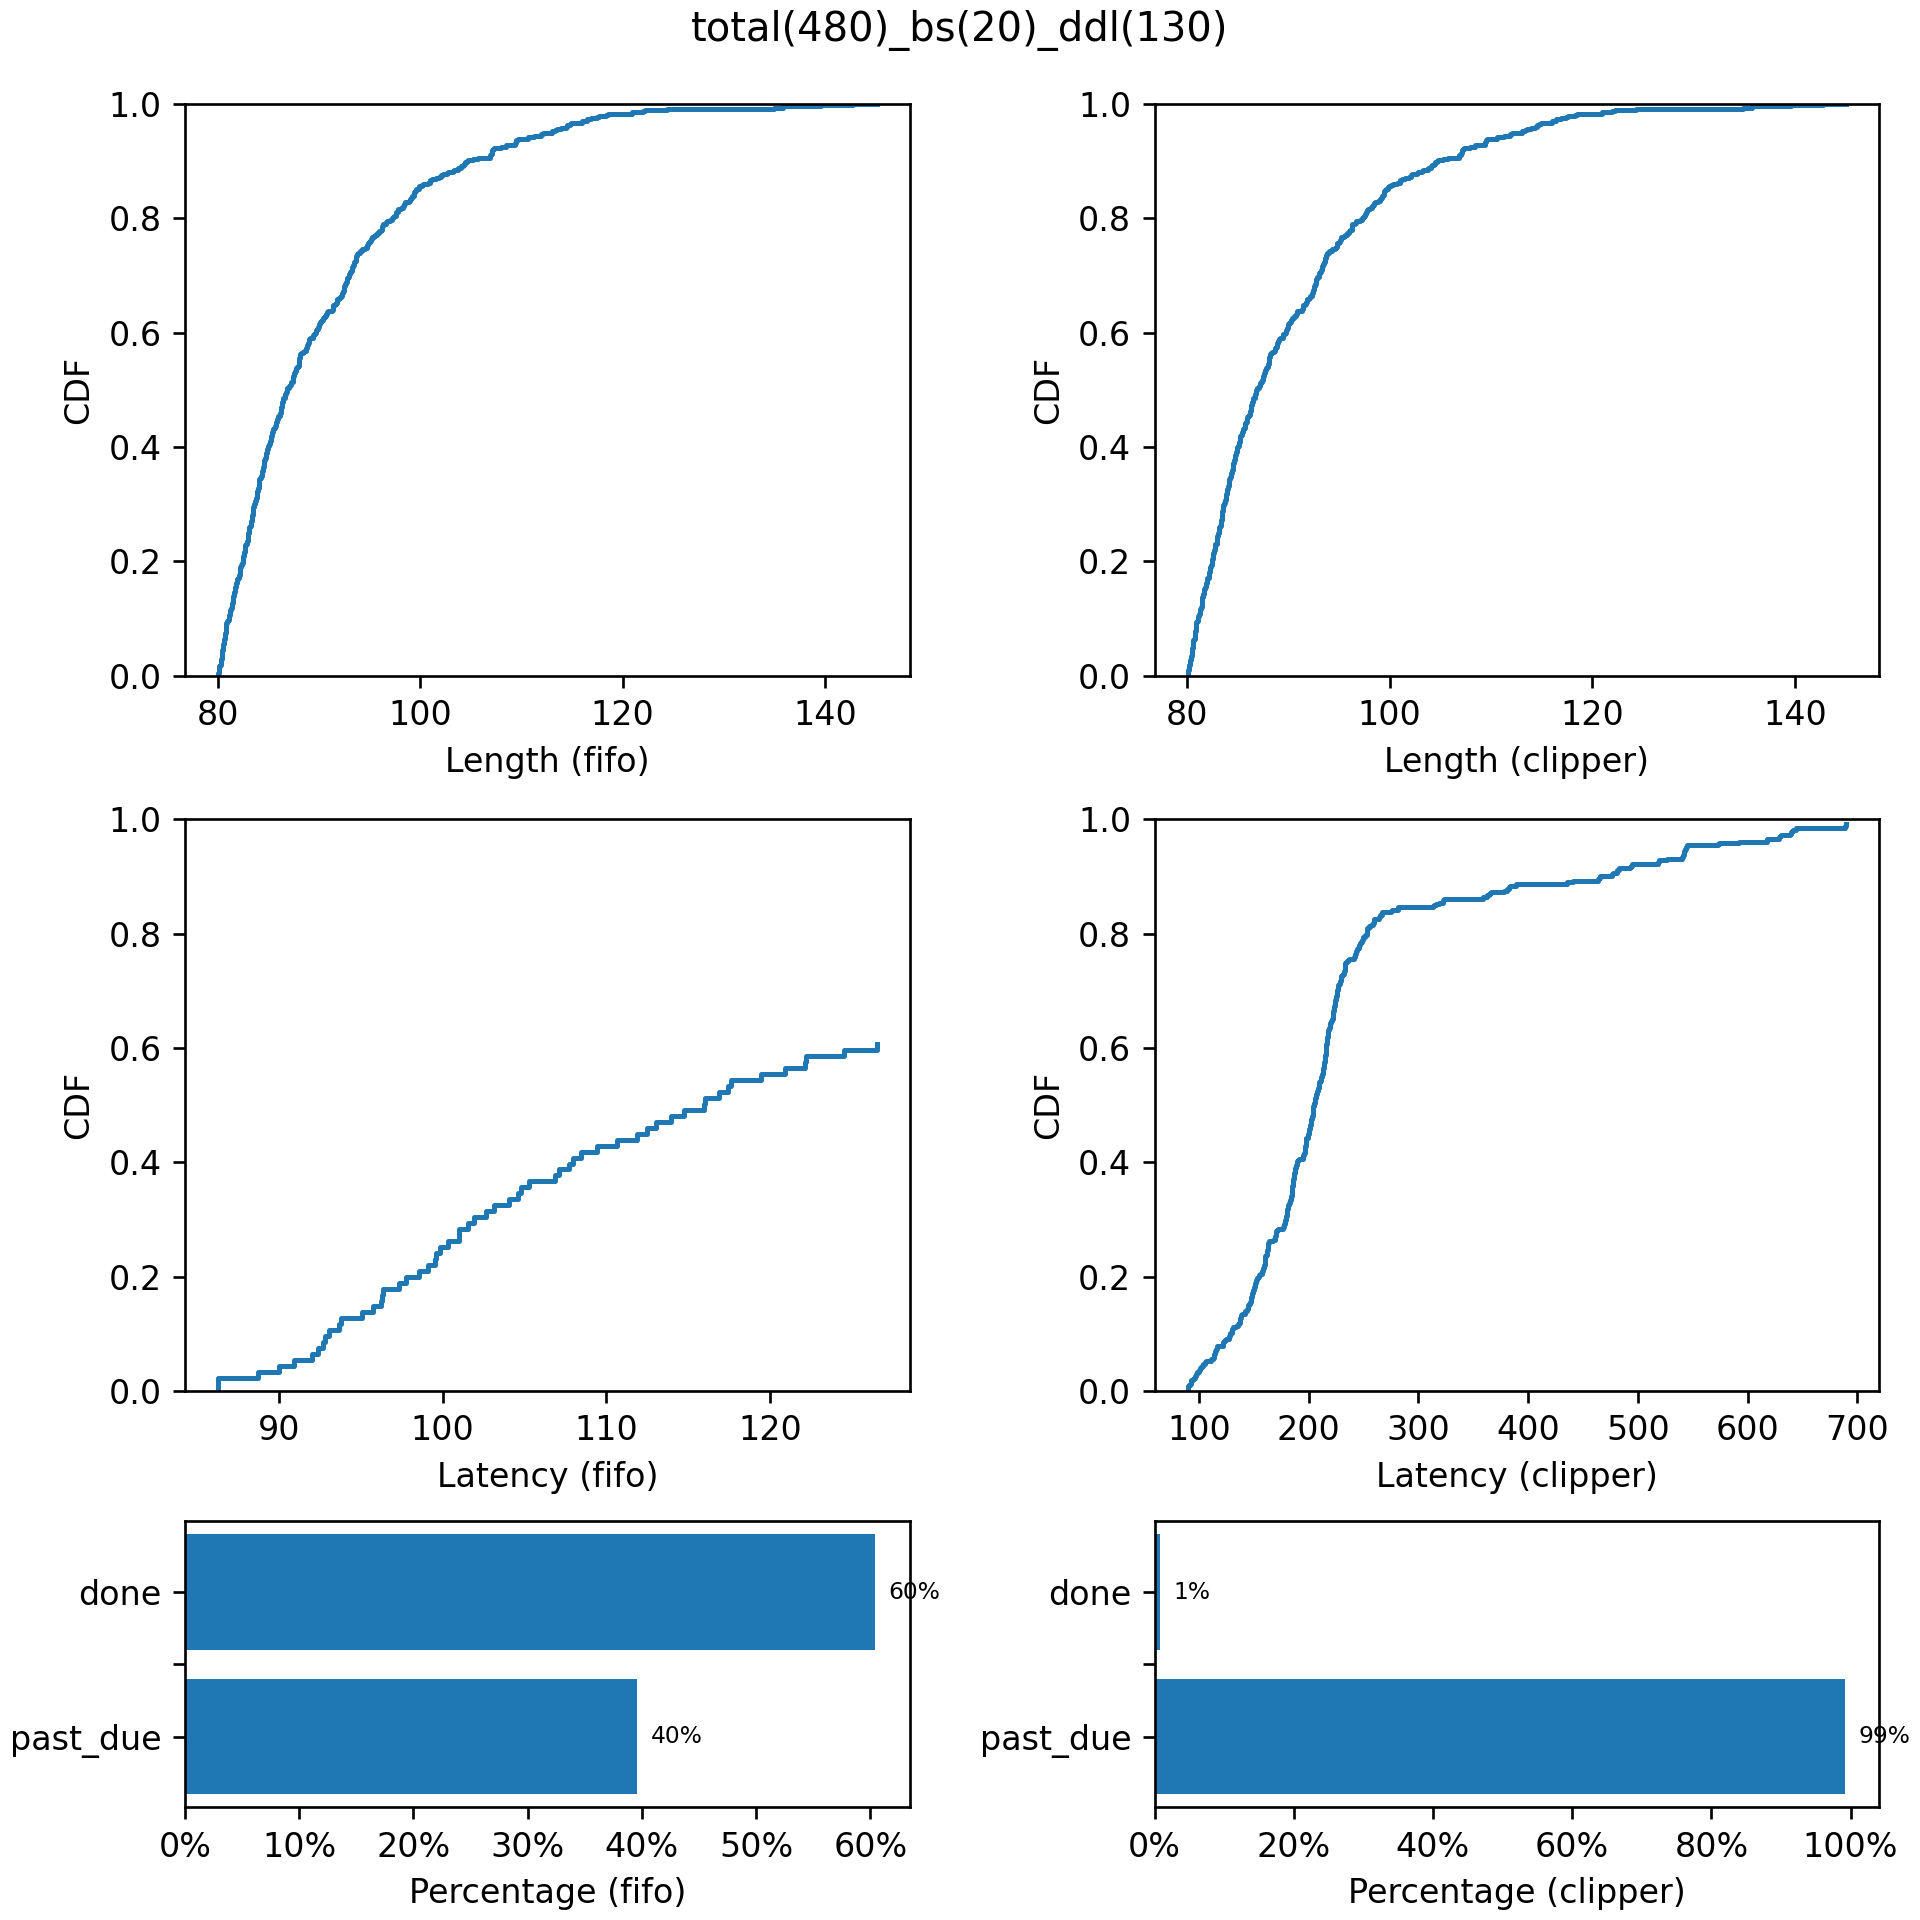 total(480)_bs(20)_ddl(130)
1.0
0.8
0.6
0.4
0.2
0.0
CDF
80 100 120 140
Length (fifo)
1.0
0.8
0.6
0.4
0.2
0.0
CDF
80 100 120 140
Length (clipper)
1.0
0.8
0.6
0.4
0.2
0.0
CDF
90 100 110 120
Latency (fifo)
1.0
0.8
0.6
0.4
0.2
0.0
CDF
100 200 300 400 500 600 700
Latency (clipper)
done
60%
past_due
40%
0% 10% 20% 30% 40% 50% 60%
Percentage (fifo)
done
1%
past_due
99%
0% 20% 40% 60% 80% 100%
Percentage (clipper)